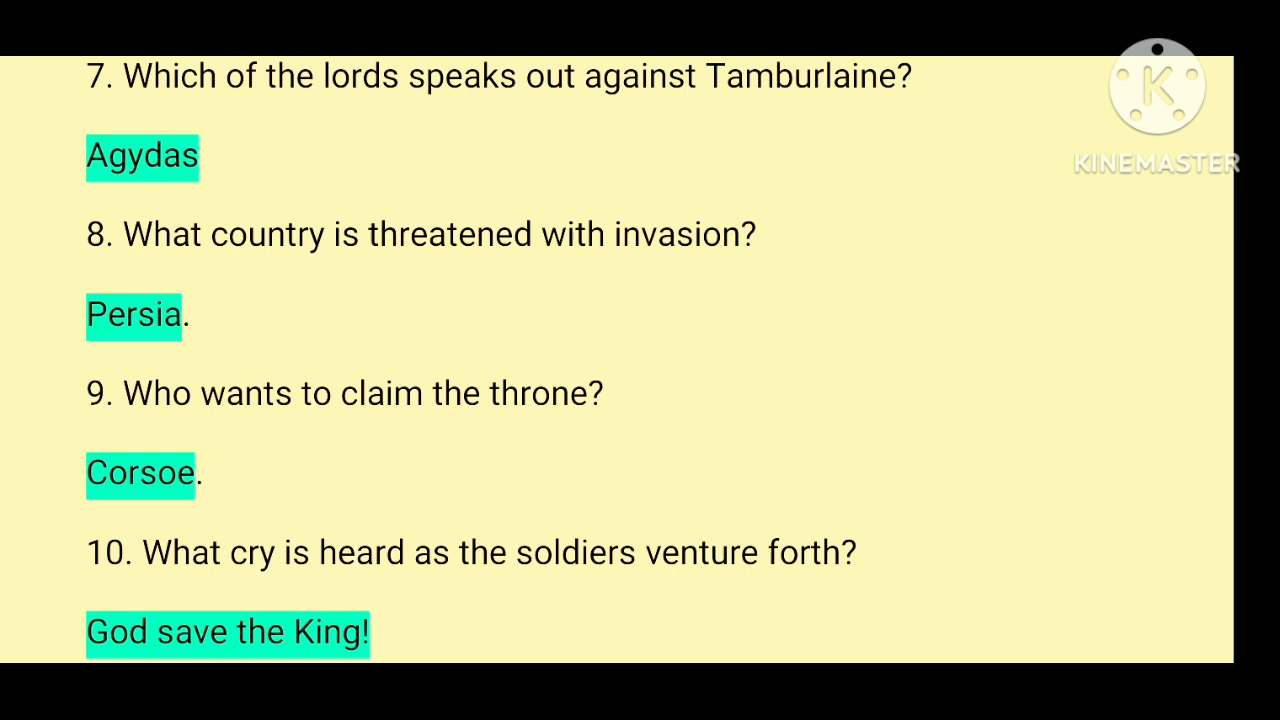 7. Which of the lords speaks out against Tamburlaine?
K
KINEMASTER
Agydas
8. What country is threatened with invasion?
Persia.
9. Who wants to claim the throne?
Corsoe.
10. What cry is heard as the soldiers venture forth?
God save the King!